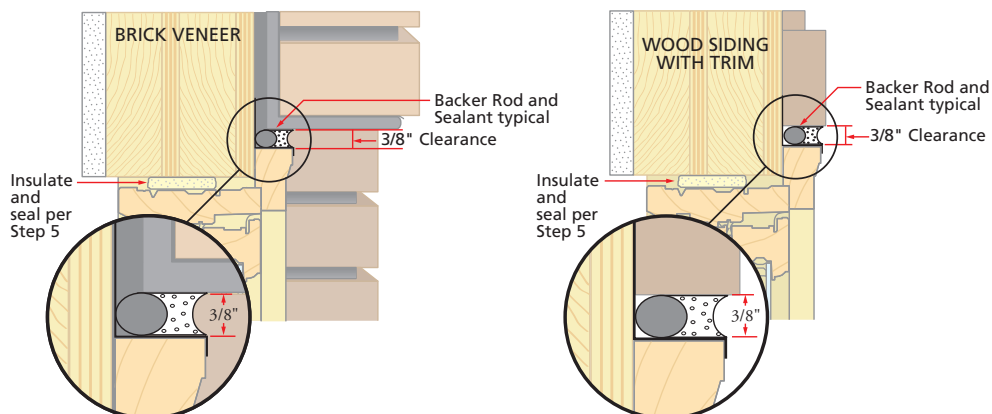 BRICK VENEER
Backer Rod and
Sealant typical
3/8" Clearance
Insulate
and
seal per
Step 5
3/8"
WOOD SIDING
WITH TRIM
Backer Rod and
Sealant typical
3/8" Clearance
Insulate
and
seal per
Step 5
3/8"